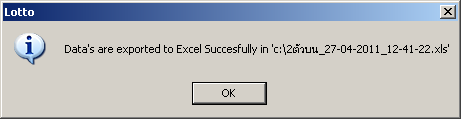 Lotto
Data's are exported to Excel Succesfully in 'c:\2ตัวบน_27-04-2011_12-41-22.xls'
OK